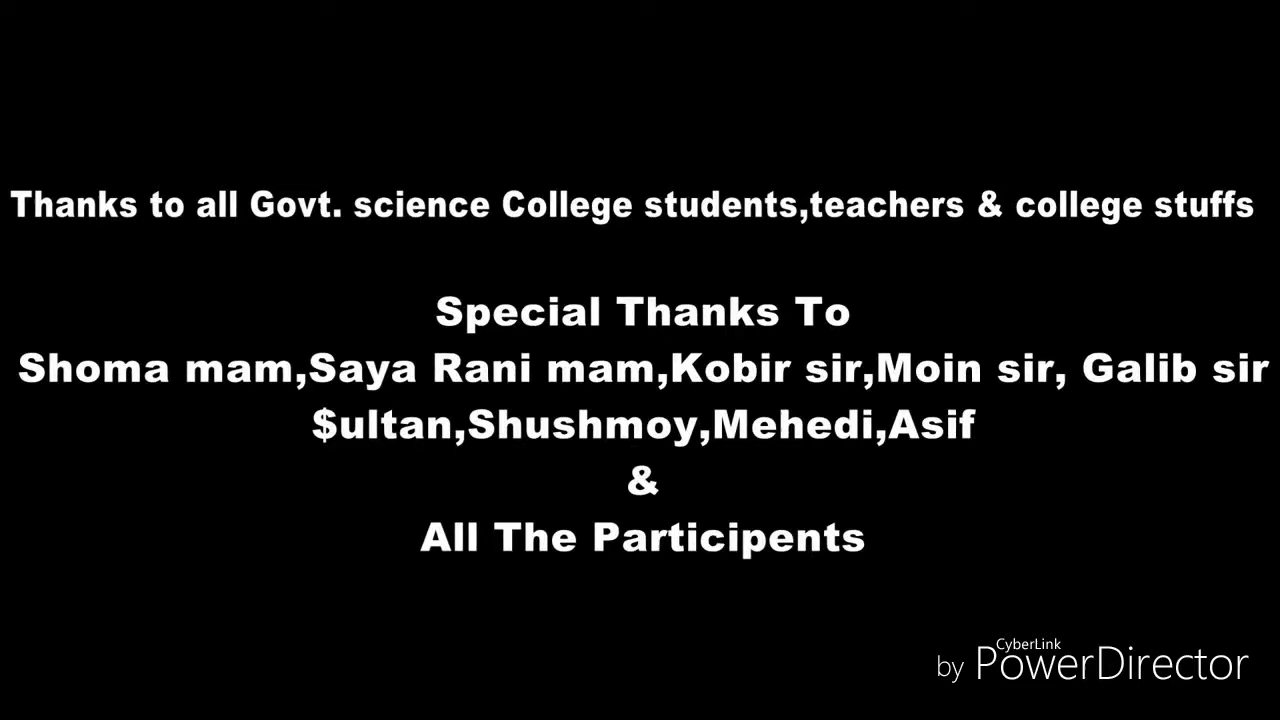 Thanks to all Govt. science College students,teachers & college stuffs
Special Thanks To
Shoma mam,Saya Rani mam,Kobir sir,Moin sir, Galib sir
$ultan,Shushmoy,Mehedi,Asif
&
All The Participents
CyberLink
by PowerDirector